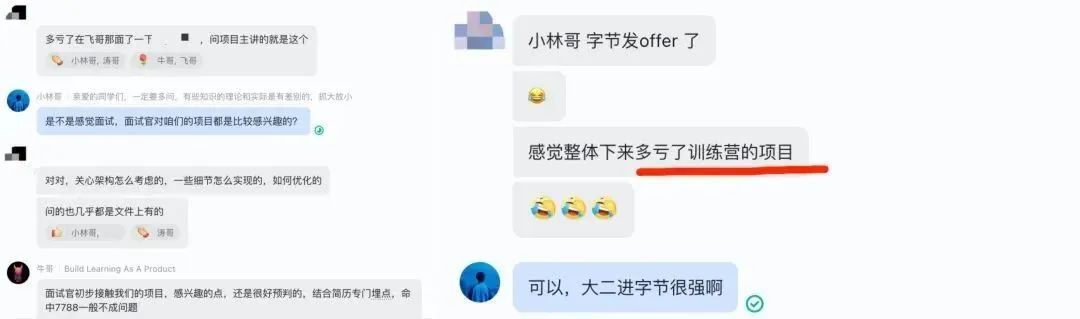 多亏了在飞哥那面了一下 ，问项目主讲的就是这个
小林哥, 涛哥
牛哥, 飞哥
小林哥 | 亲爱的同学们，一定要多问，有些知识的理论和实际是有差别的，抓大放小
是不是感觉面试，面试官对咱们的项目都是比较感兴趣的?
对对，关心架构怎么考虑的，一些细节怎么实现的，如何优化的
问的也几乎都是文件上有的
小林哥,
涛哥
牛哥 | Build Learning As A Product
面试官初步接触我们的项目，感兴趣的点，还是很好预判的，结合简历专门埋点，命
中7788一般不成问题
小林哥 字节发offer 了
感觉整体下来多亏了训练营的项目
可以，大二进字节很强啊